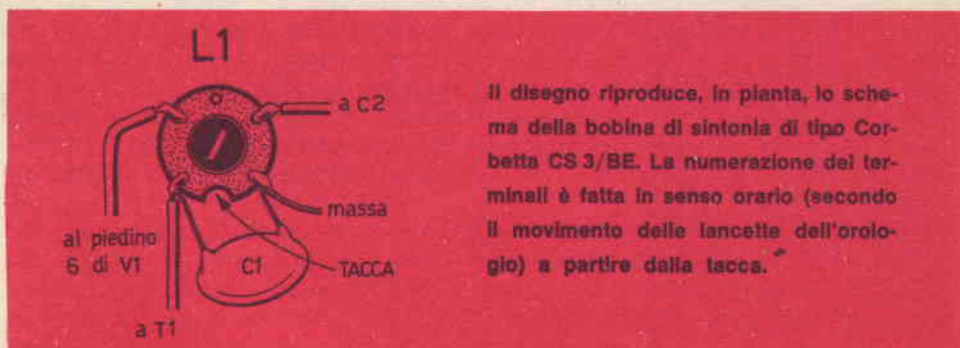 L1
a C2
massa
al piedino
6 di V1
C1
TACCA
a T1
Il disegno riproduce, in pianta, lo sche-
ma della bobina di sintonia di tipo Cor-
betta CS 3/BE. La numerazione dei ter-
minali è fatta in senso orario (secondo
il movimento delle lancette dell'orolo-
gio) a partire dalla tacca.